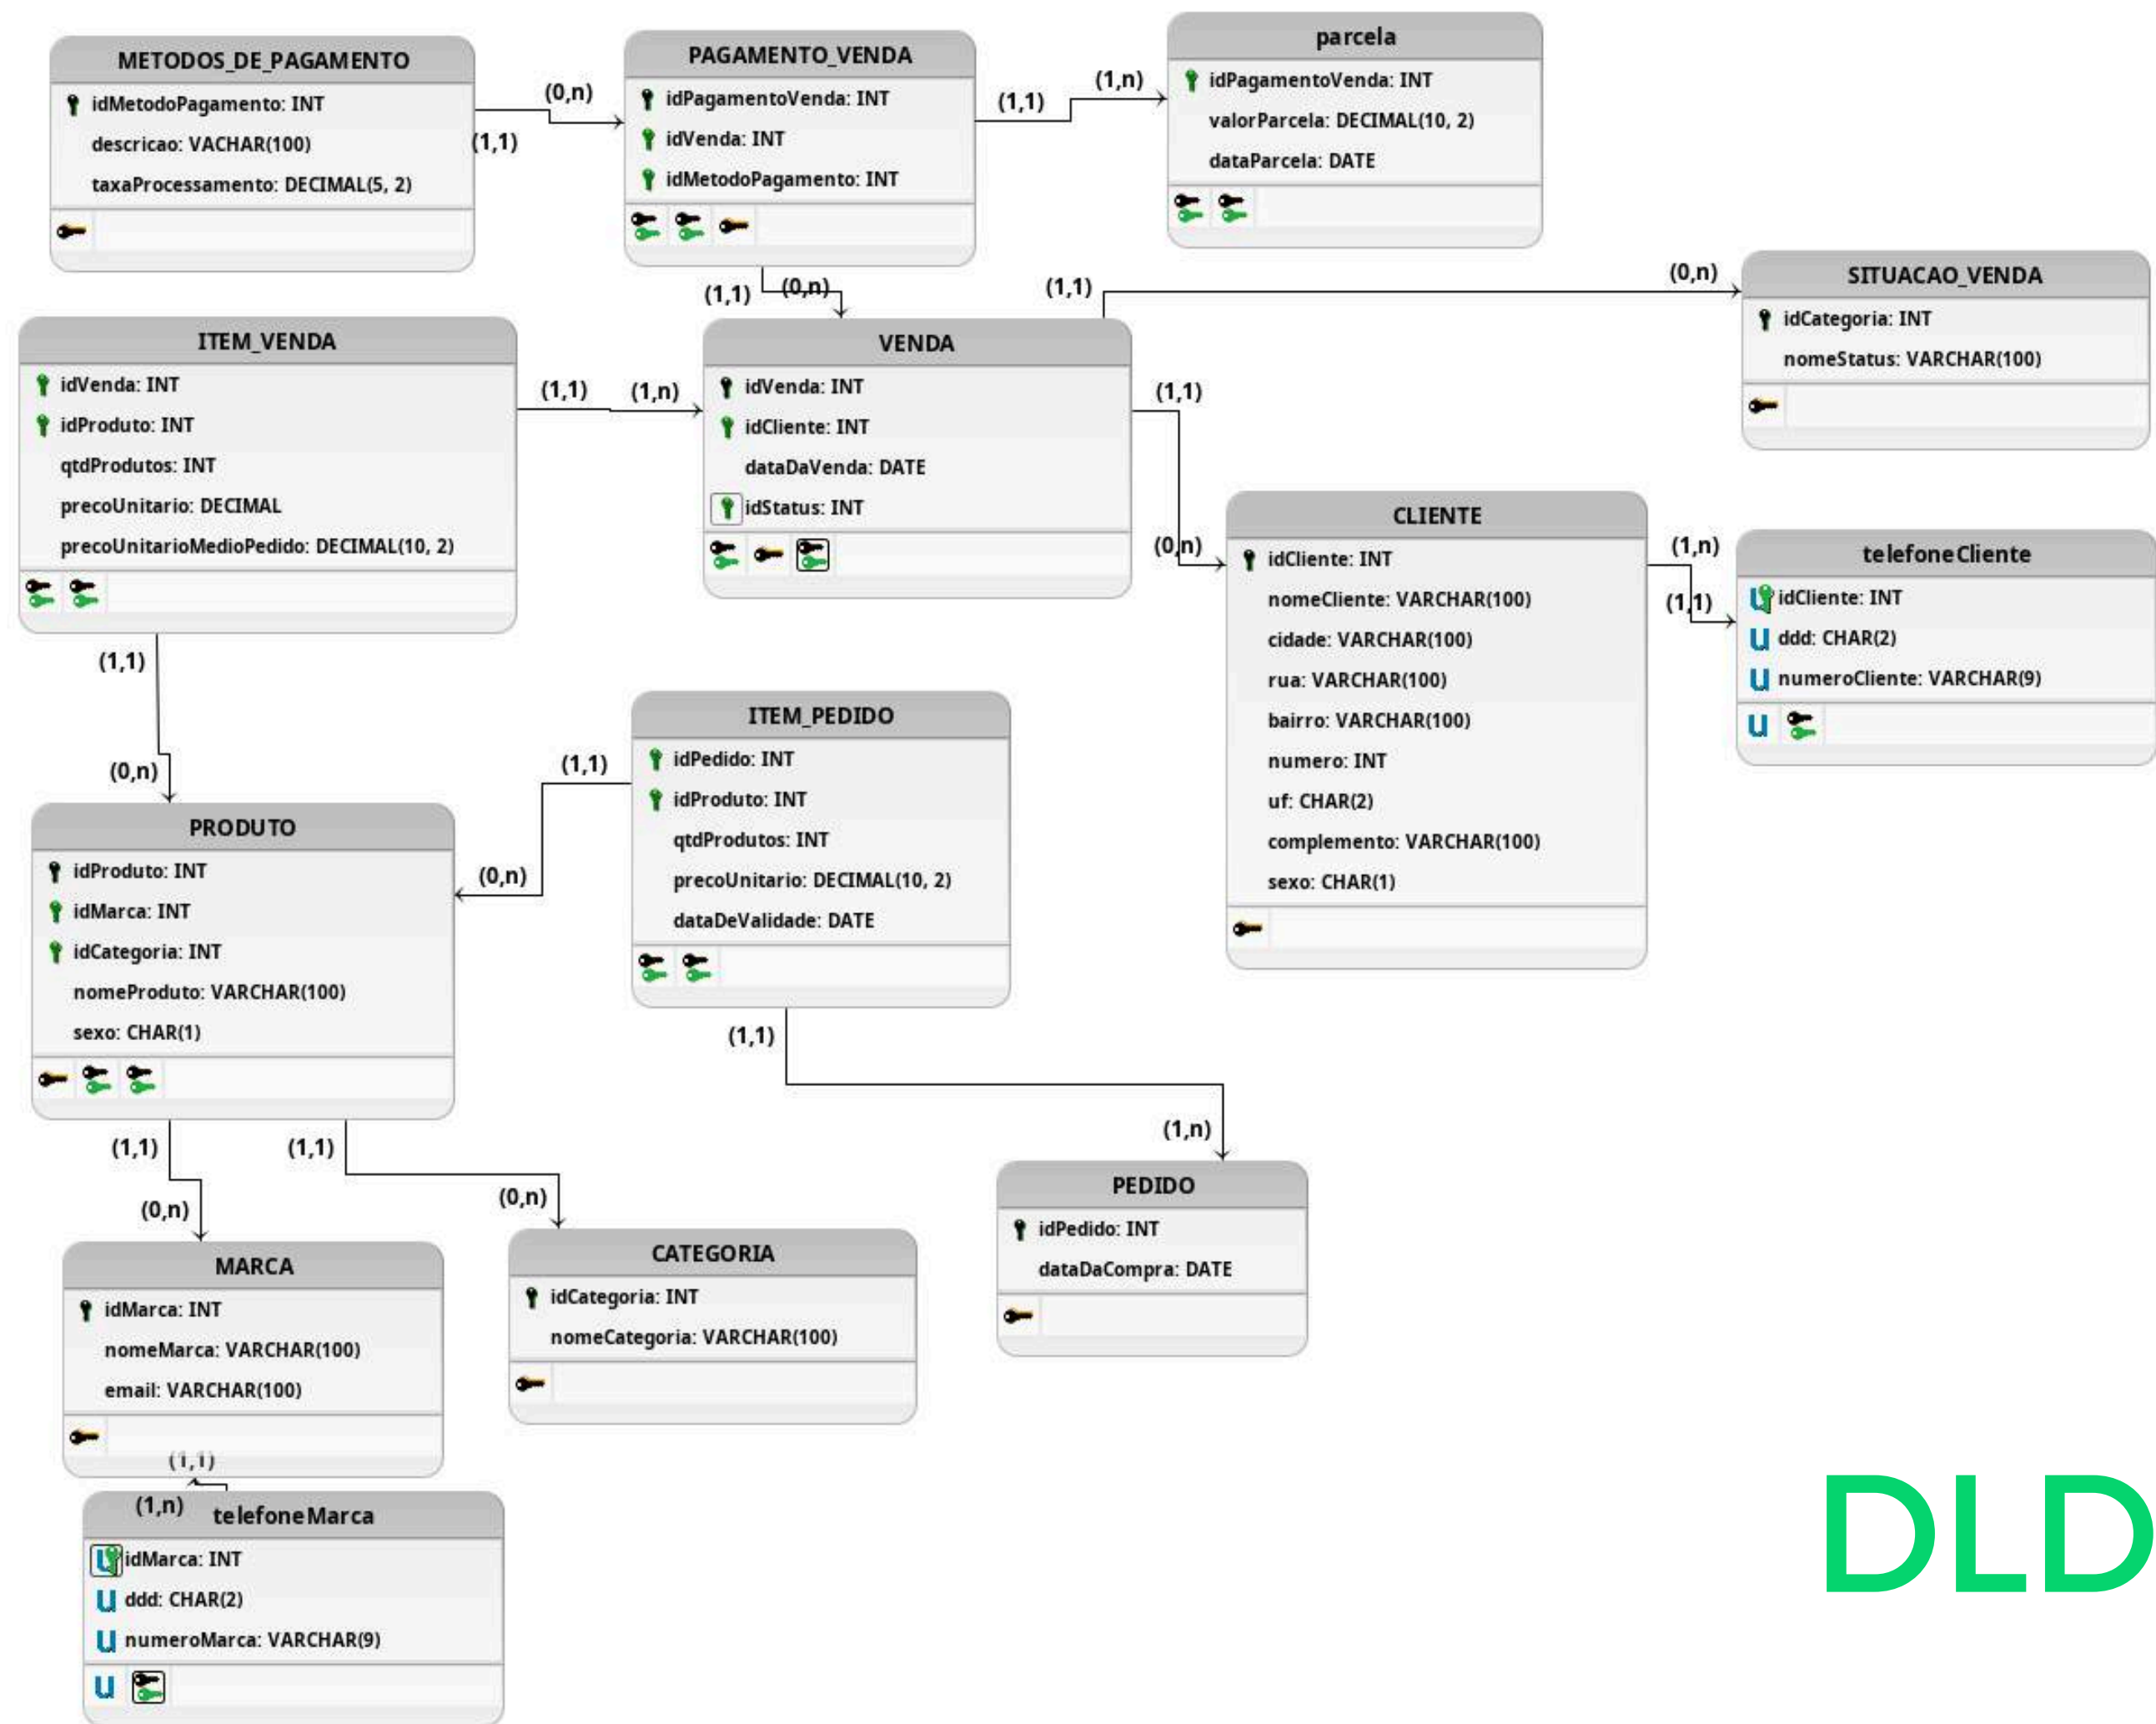 METODOS_DE_PAGAMENTO
idMetodoPagamento: INT
descricao: VACHAR(100)
taxaProcessamento: DECIMAL(5, 2)
(0,n)
(1,1)
PAGAMENTO_VENDA
idPagamentoVenda: INT
idVenda: INT
idMetodoPagamento: INT
(1,1)
(1,n)
parcela
idPagamentoVenda: INT
valorParcela: DECIMAL(10, 2)
dataParcela: DATE
(1,1)
(0,n)
(1,1)
(0,n)
SITUACAO_VENDA
idCategoria: INT
nomeStatus: VARCHAR(100)
ITEM_VENDA
idVenda: INT
idProduto: INT
qtdProdutos: INT
precoUnitario: DECIMAL
precoUnitarioMedioPedido: DECIMAL(10, 2)
(1,1)
(1,n)
VENDA
idVenda: INT
idCliente: INT
dataDaVenda: DATE
idStatus: INT
(1,1)
(0,n)
CLIENTE
idCliente: INT
nomeCliente: VARCHAR(100)
cidade: VARCHAR(100)
rua: VARCHAR(100)
bairro: VARCHAR(100)
numero: INT
uf: CHAR(2)
complemento: VARCHAR(100)
sexo: CHAR(1)
(1,n)
(1,1)
telefoneCliente
idCliente: INT
ddd: CHAR(2)
numeroCliente: VARCHAR(9)
(1,1)
(0,n)
ITEM_PEDIDO
idPedido: INT
idProduto: INT
qtdProdutos: INT
precoUnitario: DECIMAL(10, 2)
dataDeValidade: DATE
(1,1)
(0,n)
PRODUTO
idProduto: INT
idMarca: INT
idCategoria: INT
nomeProduto: VARCHAR(100)
sexo: CHAR(1)
(1,1)
(1,n)
PEDIDO
idPedido: INT
dataDaCompra: DATE
(1,1)
(0,n)
(1,1)
(0,n)
MARCA
idMarca: INT
nomeMarca: VARCHAR(100)
email: VARCHAR(100)
CATEGORIA
idCategoria: INT
nomeCategoria: VARCHAR(100)
(1,1)
(1,n)
telefoneMarca
idMarca: INT
ddd: CHAR(2)
numeroMarca: VARCHAR(9)
DLD